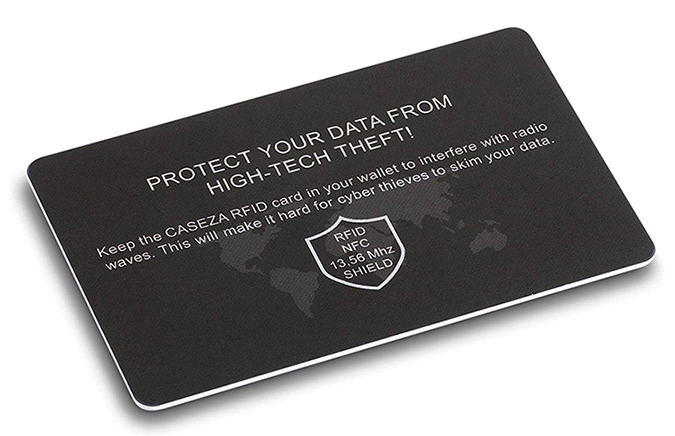 PROTECT YOUR DATA FROM
HIGH-TECH THEFT!
Keep the CASEZA RFID card in your wallet to interfere with radio
waves. This will make it hard for cyber thieves to skim your data.
RFID
NFC
13,56 Mhz
SHIELD